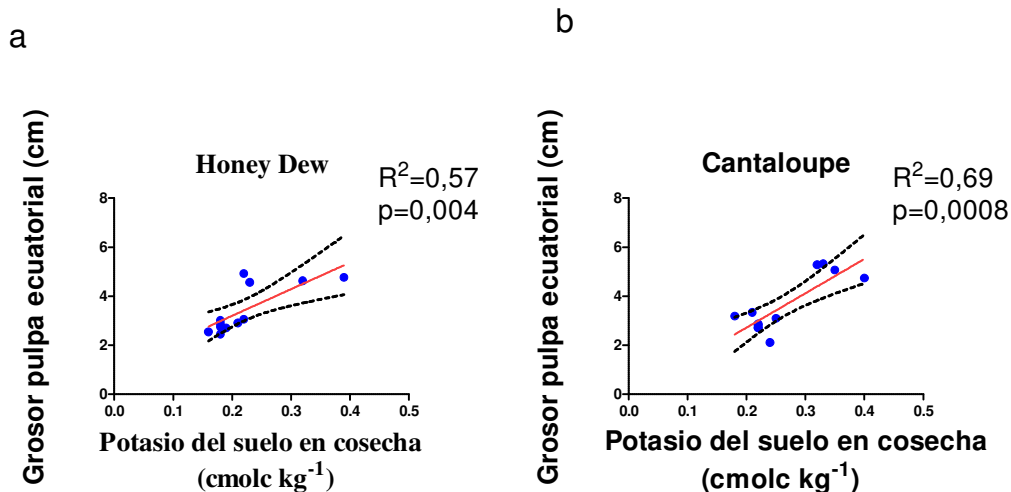 a
Honey Dew
R²=0,57
p=0,004
Grosor pulpa ecuatorial (cm)
8
6
4
2
0
0.0 0.1 0.2 0.3 0.4 0.5
Potasio del suelo en cosecha
(cmolc kg⁻¹)
b
Cantaloupe
R²=0,69
p=0,0008
Grosor pulpa ecuatorial (cm)
8
6
4
2
0
0.0 0.1 0.2 0.3 0.4 0.5
Potasio del suelo en cosecha
(cmolc kg⁻¹)